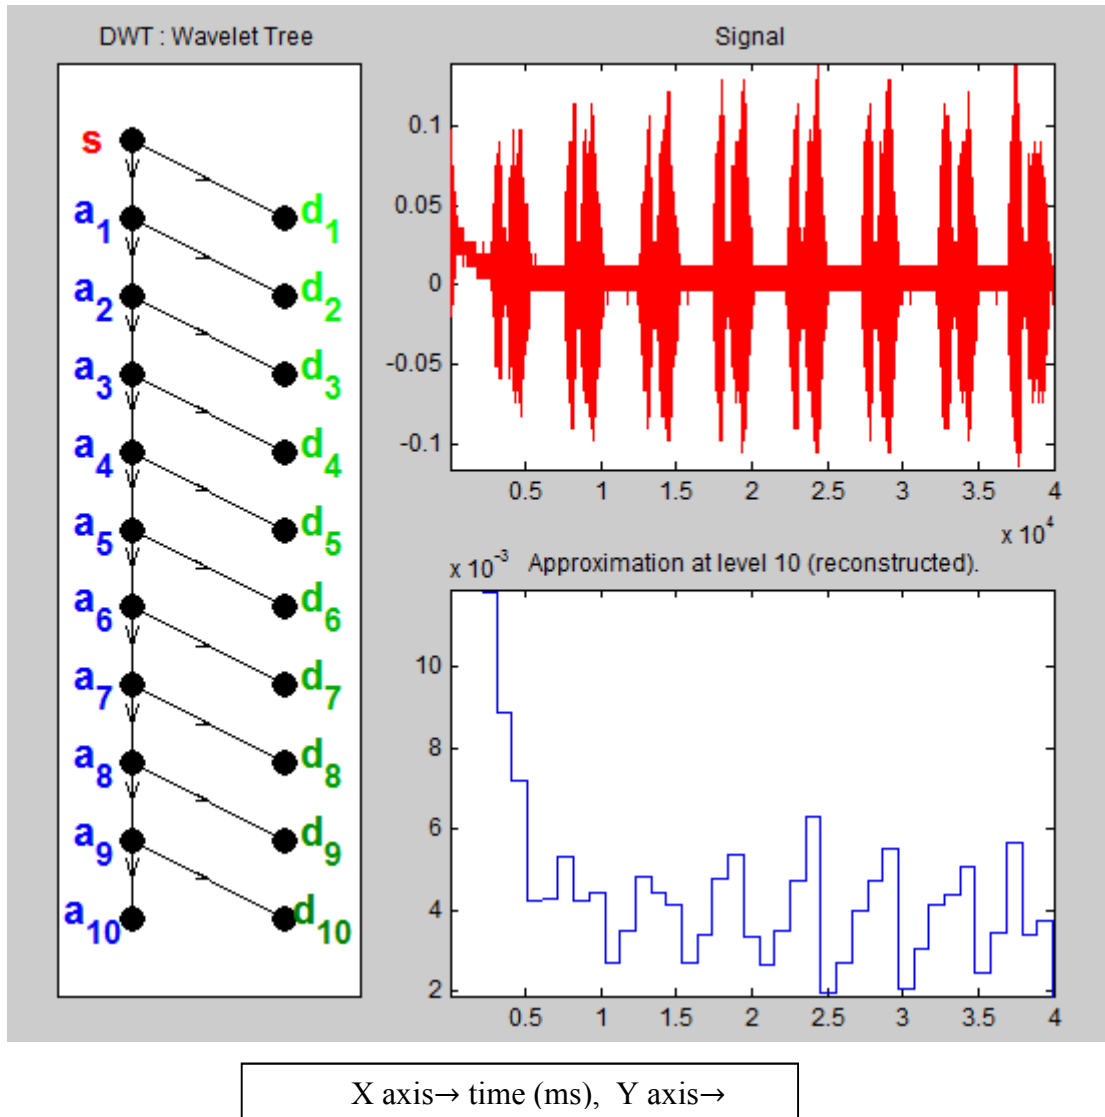 DWT : Wavelet Tree
s
a1 d1
a2 d2
a3 d3
a4 d4
a5 d5
a6 d6
a7 d7
a8 d8
a9 d9
a10 d10
Signal
0.1
0.05
0
-0.05
-0.1
0.5 1 1.5 2 2.5 3 3.5 4
x 10^4
x 10^-3 Approximation at level 10 (reconstructed).
10
8
6
4
2
0.5 1 1.5 2 2.5 3 3.5 4
X axis→ time (ms), Y axis→